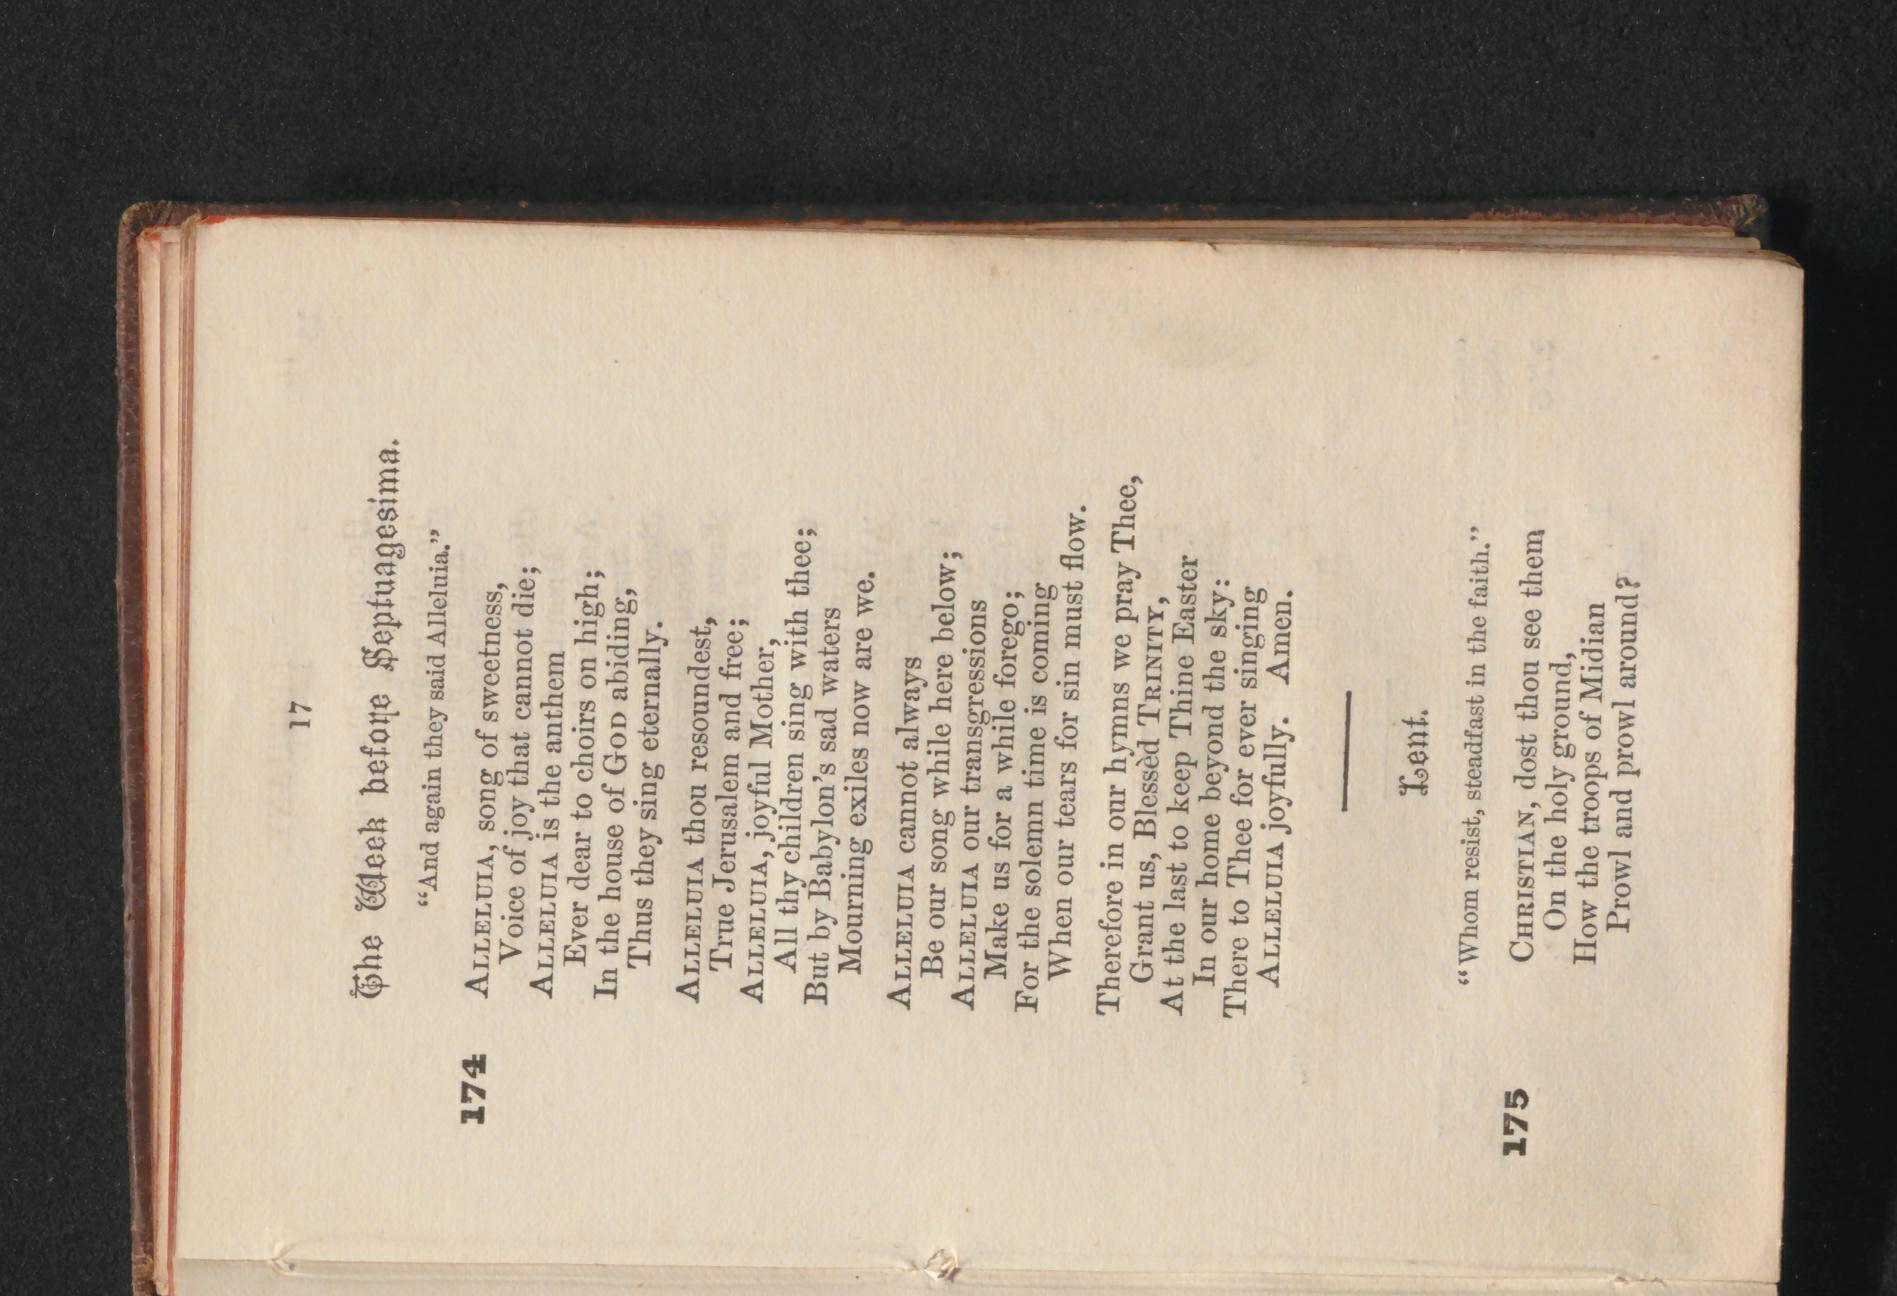 17
The Week before Septuagesima.
“And again they said Alleluia.”
174 ALLELUIA, song of sweetness,
Voice of joy that cannot die;
ALLELUIA is the anthem
Ever dear to choirs on high;
In the house of GOD abiding,
Thus they sing eternally.
ALLELUIA thou resoundest,
True Jerusalem and free;
ALLELUIA, joyful Mother,
All thy children sing with thee;
But by Babylon’s sad waters
Mourning exiles now are we.
ALLELUIA cannot always
Be our song while here below;
ALLELUIA our transgressions
Make us for a while forego;
For the solemn time is coming
When our tears for sin must flow.
Therefore in our hymns we pray Thee,
Grant us, Blessèd TRINITY,
At the last to keep Thine Easter
In our home beyond the sky:
There to Thee for ever singing
ALLELUIA joyfully. Amen.
Lent.
“Whom resist, steadfast in the faith.”
175 CHRISTIAN, dost thou see them
On the holy ground,
How the troops of Midian
Prowl and prowl around?